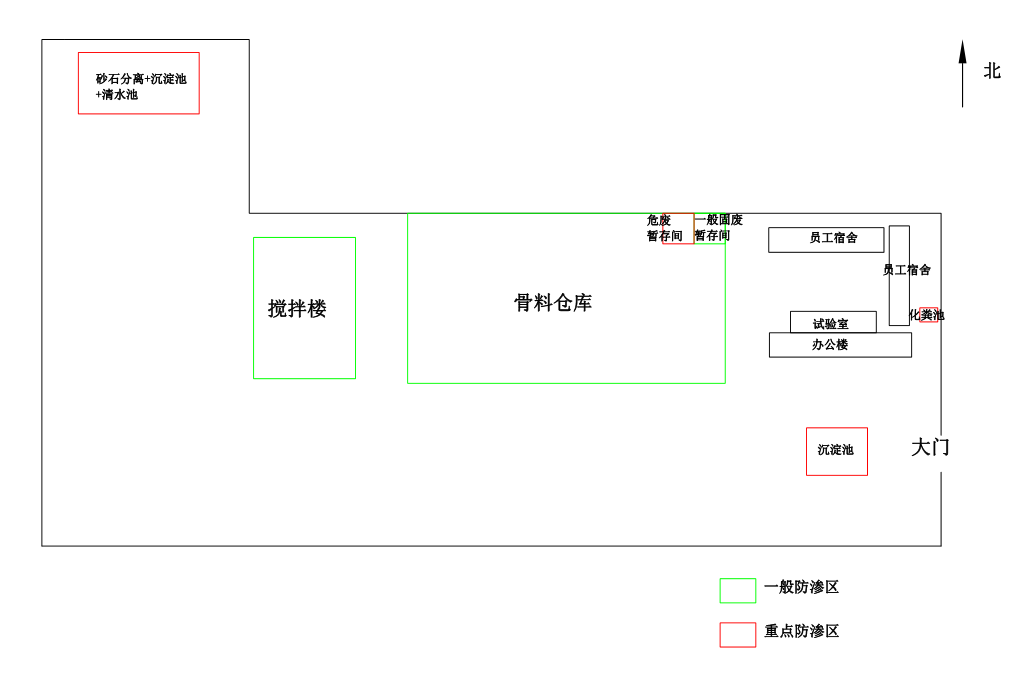 北
砂石分离+沉淀池
+清水池
危废
暂存间
一般固废
暂存间
员工宿舍
员工宿舍
搅拌楼
骨料仓库
化粪池
试验室
办公楼
沉淀池
大门
一般防渗区
重点防渗区